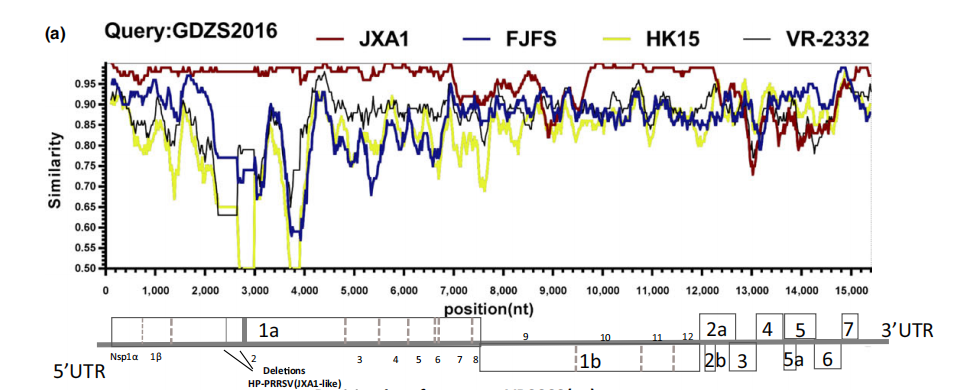 (a)
Query:GDZS2016
JXA1 FJFS HK15 VR-2332
Similarity
0.95
0.90
0.85
0.80
0.75
0.70
0.65
0.60
0.55
0.50
0 1,000 2,000 3,000 4,000 5,000 6,000 7,000 8,000 9,000 10,000 11,000 12,000 13,000 14,000 15,000
position(nt)
1a 9 10 11 12 2a 4 5 7 3'UTR
Nsp1α 1β 2 3 4 5 6 7 8 1b 2b 3 5a 6
5'UTR
Deletions
HP-PRRSV(JXA1-like)